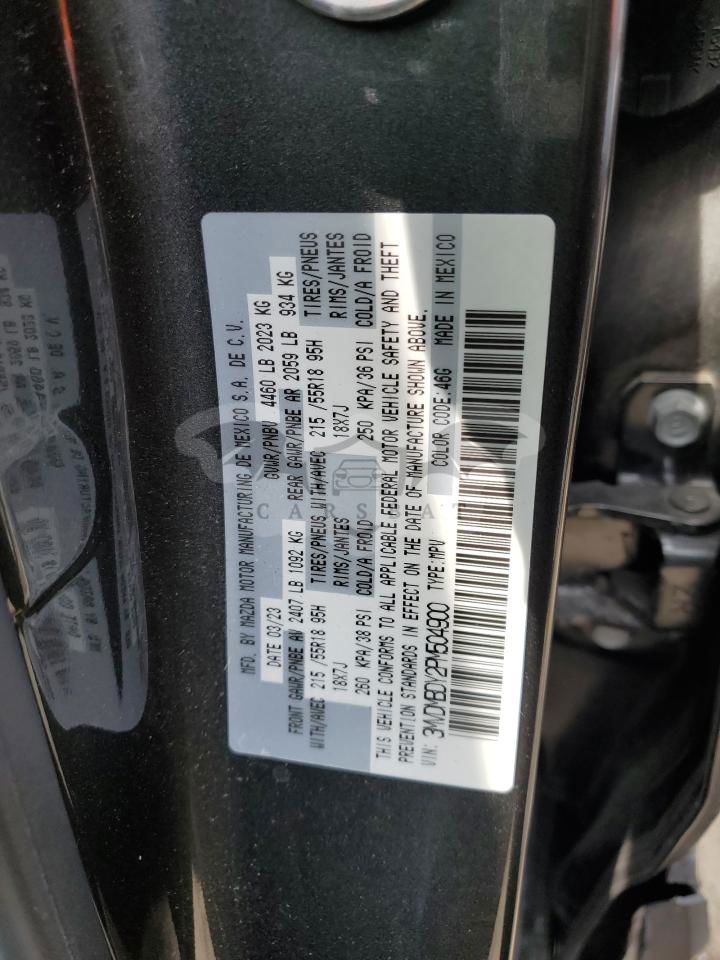 MFD. BY MAZDA MOTOR MANUFACTURING DE MEXICO S.A. DE C.V.
DATE 03/23 GVWR/PNBV 4460 LB 2023 KG
FRONT GAWR/PNBE AV 2407 LB 1092 KG REAR GAWR/PNBE AR 2059 LB 934 KG
WITH/AVEC 215 /55R18 95H TIRES/PNEUS WITH/AVEC 215 /55R18 95H TIRES/PNEUS
18X7J RIMS/JANTES 18X7J RIMS/JANTES
260 KPA/38 PSI COLD/A FROID 250 KPA/36 PSI COLD/A FROID
THIS VEHICLE CONFORMS TO ALL APPLICABLE FEDERAL MOTOR VEHICLE SAFETY AND THEFT
PREVENTION STANDARDS IN EFFECT ON THE DATE OF MANUFACTURE SHOWN ABOVE.
VIN: 3MVDMBDY2PM504900 TYPE:MPV COLOR CODE:46G MADE IN MEXICO